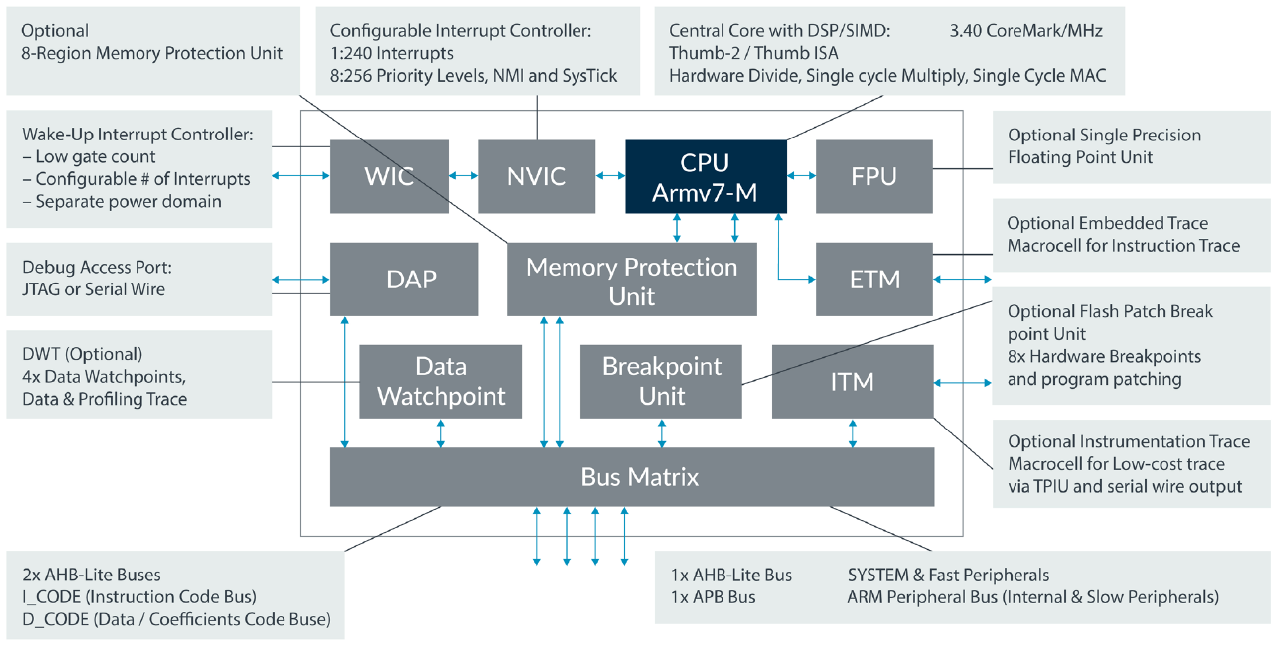 Optional
8-Region Memory Protection Unit
Configurable Interrupt Controller:
1:240 Interrupts
8:256 Priority Levels, NMI and SysTick
Central Core with DSP/SIMD: 3.40 CoreMark/MHz
Thumb-2 / Thumb ISA
Hardware Divide, Single cycle Multiply, Single Cycle MAC
Wake-Up Interrupt Controller:
– Low gate count
– Configurable # of Interrupts
– Separate power domain
WIC
NVIC
CPU
Armv7-M
FPU
Optional Single Precision
Floating Point Unit
Optional Embedded Trace
Macrocell for Instruction Trace
Debug Access Port:
JTAG or Serial Wire
DAP
Memory Protection
Unit
ETM
Optional Flash Patch Break
point Unit
8x Hardware Breakpoints
and program patching
DWT (Optional)
4x Data Watchpoints,
Data & Profiling Trace
Data
Watchpoint
Breakpoint
Unit
ITM
Optional Instrumentation Trace
Macrocell for Low-cost trace
via TPIU and serial wire output
Bus Matrix
2x AHB-Lite Buses
I_CODE (Instruction Code Bus)
D_CODE (Data / Coefficients Code Buse)
1x AHB-Lite Bus SYSTEM & Fast Peripherals
1x APB Bus ARM Peripheral Bus (Internal & Slow Peripherals)